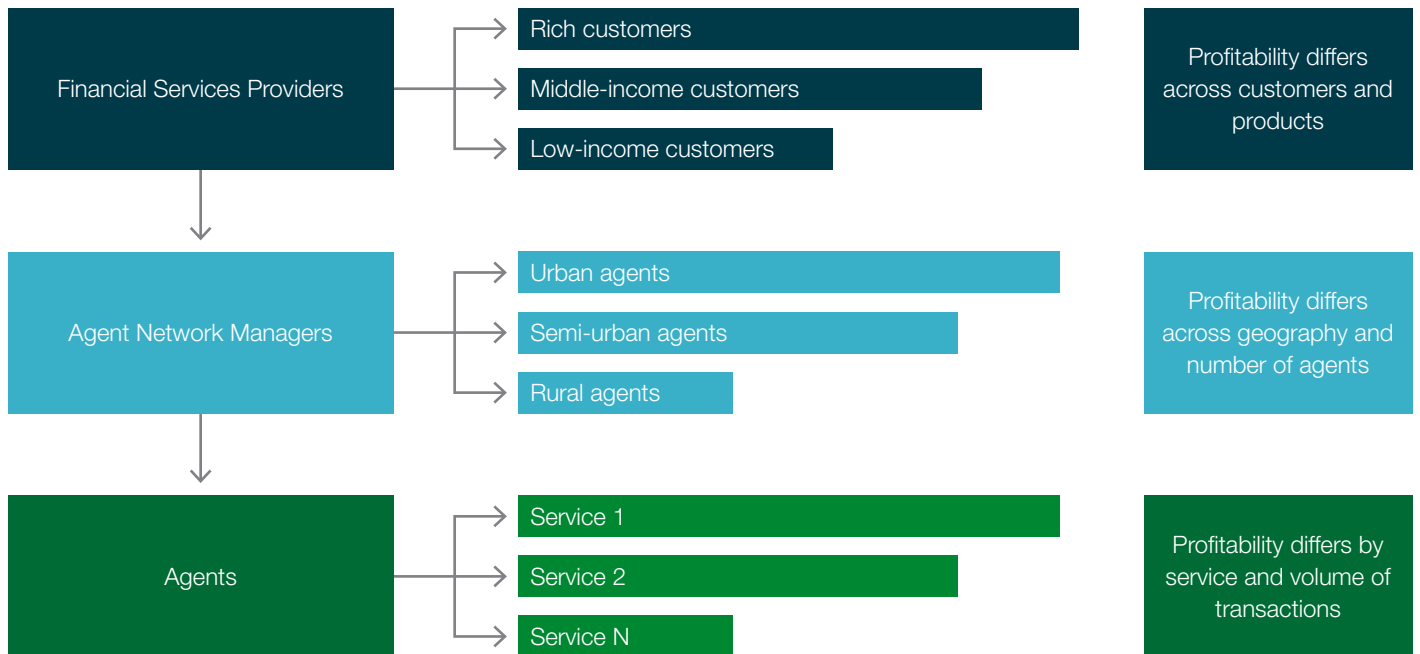 Financial Services Providers
Rich customers
Middle-income customers
Low-income customers
Profitability differs
across customers and
products
Agent Network Managers
Urban agents
Semi-urban agents
Rural agents
Profitability differs
across geography and
number of agents
Agents
Service 1
Service 2
Service N
Profitability differs by
service and volume of
transactions